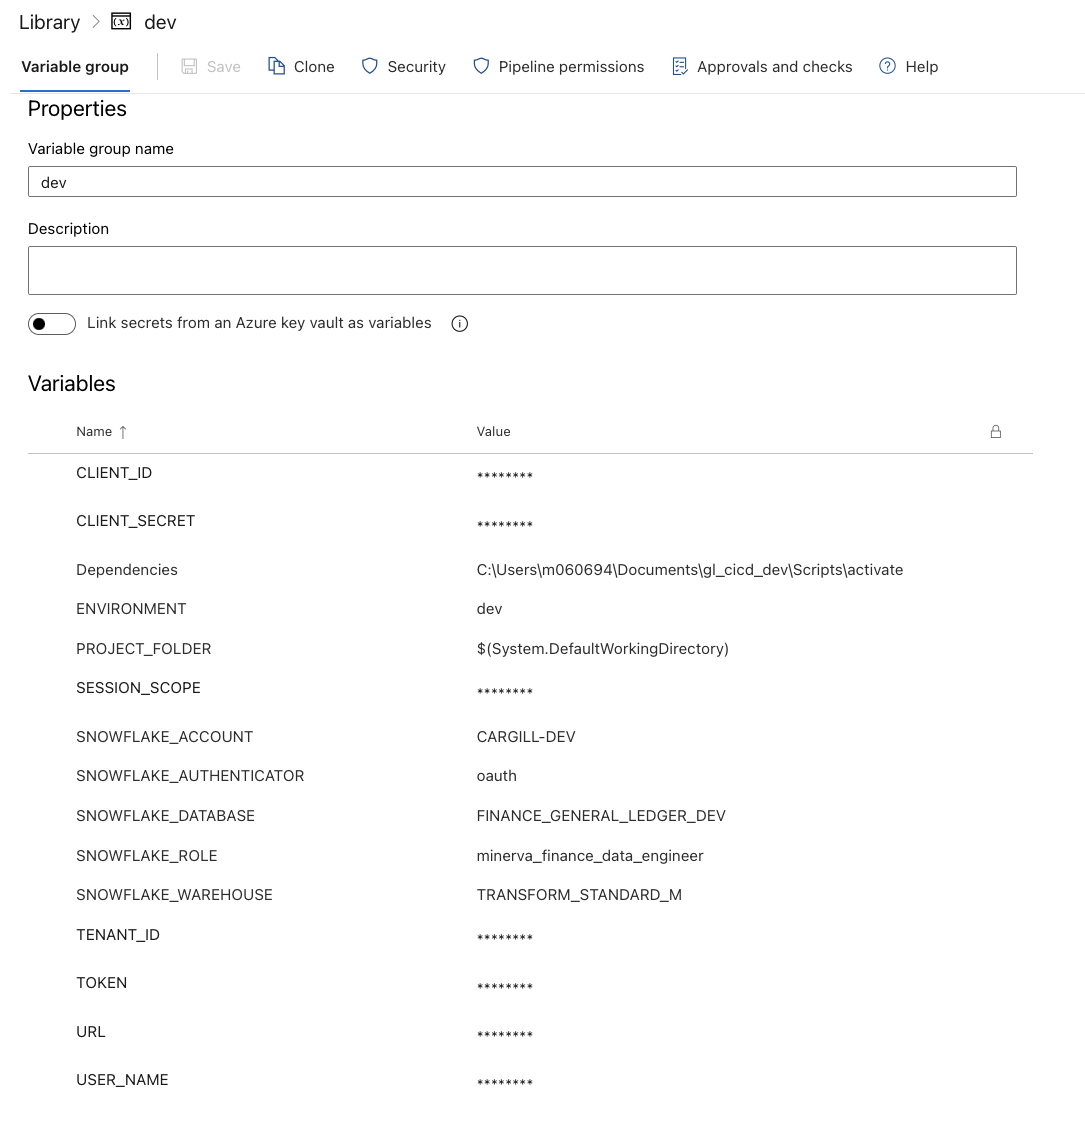 Library > dev
Variable group Save Clone Security Pipeline permissions Approvals and checks Help
Properties
Variable group name
dev
Description
Link secrets from an Azure key vault as variables
Variables
Name ↑ Value
CLIENT_ID ********
CLIENT_SECRET ********
Dependencies C:\Users\m060694\Documents\gl_cicd_dev\Scripts\activate
ENVIRONMENT dev
PROJECT_FOLDER $(System.DefaultWorkingDirectory)
SESSION_SCOPE ********
SNOWFLAKE_ACCOUNT CARGILL-DEV
SNOWFLAKE_AUTHENTICATOR oauth
SNOWFLAKE_DATABASE FINANCE_GENERAL_LEDGER_DEV
SNOWFLAKE_ROLE minerva_finance_data_engineer
SNOWFLAKE_WAREHOUSE TRANSFORM_STANDARD_M
TENANT_ID ********
TOKEN ********
URL ********
USER_NAME ********